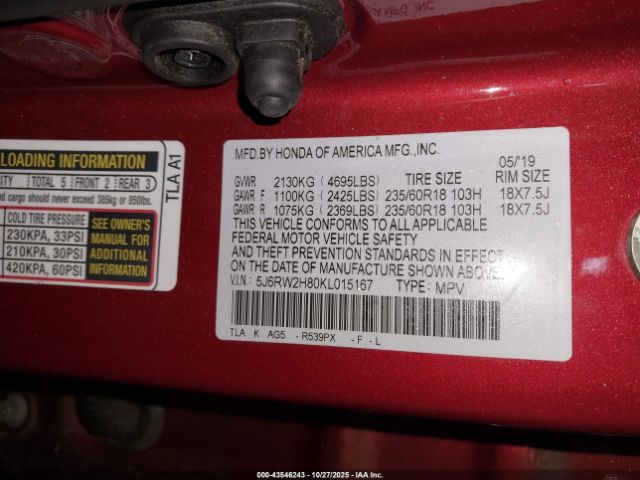 MFG. INC
LOADING INFORMATION
TOTAL 5 FRONT 2 REAR 3
and cargo should never exceed 385kg or 850lbs.
COLD TIRE PRESSURE
230KPA, 33PSI
210KPA, 30PSI
420KPA, 60PSI
SEE OWNER'S
MANUAL FOR
ADDITIONAL
INFORMATION
TLA A1
MFD.BY HONDA OF AMERICA MFG.,INC.
05/'19
GVWR 2130KG (4695LBS) TIRE SIZE RIM SIZE
GAWR F 1100KG (2425LBS) 235/60R18 103H 18X7.5J
GAWR R 1075KG (2369LBS) 235/60R18 103H 18X7.5J
THIS VEHICLE CONFORMS TO ALL APPLICABLE
FEDERAL MOTOR VEHICLE SAFETY
AND THEFT PREVENTION STANDARDS IN EFFECT
ON THE DATE OF MANUFACTURE SHOWN ABOVE.
V.I.N: 5J6RW2H80KL015167 TYPE: MPV
TLA K AG5 -R539PX -F-L
000-43546243 - 10/27/2025 - IAA Inc.